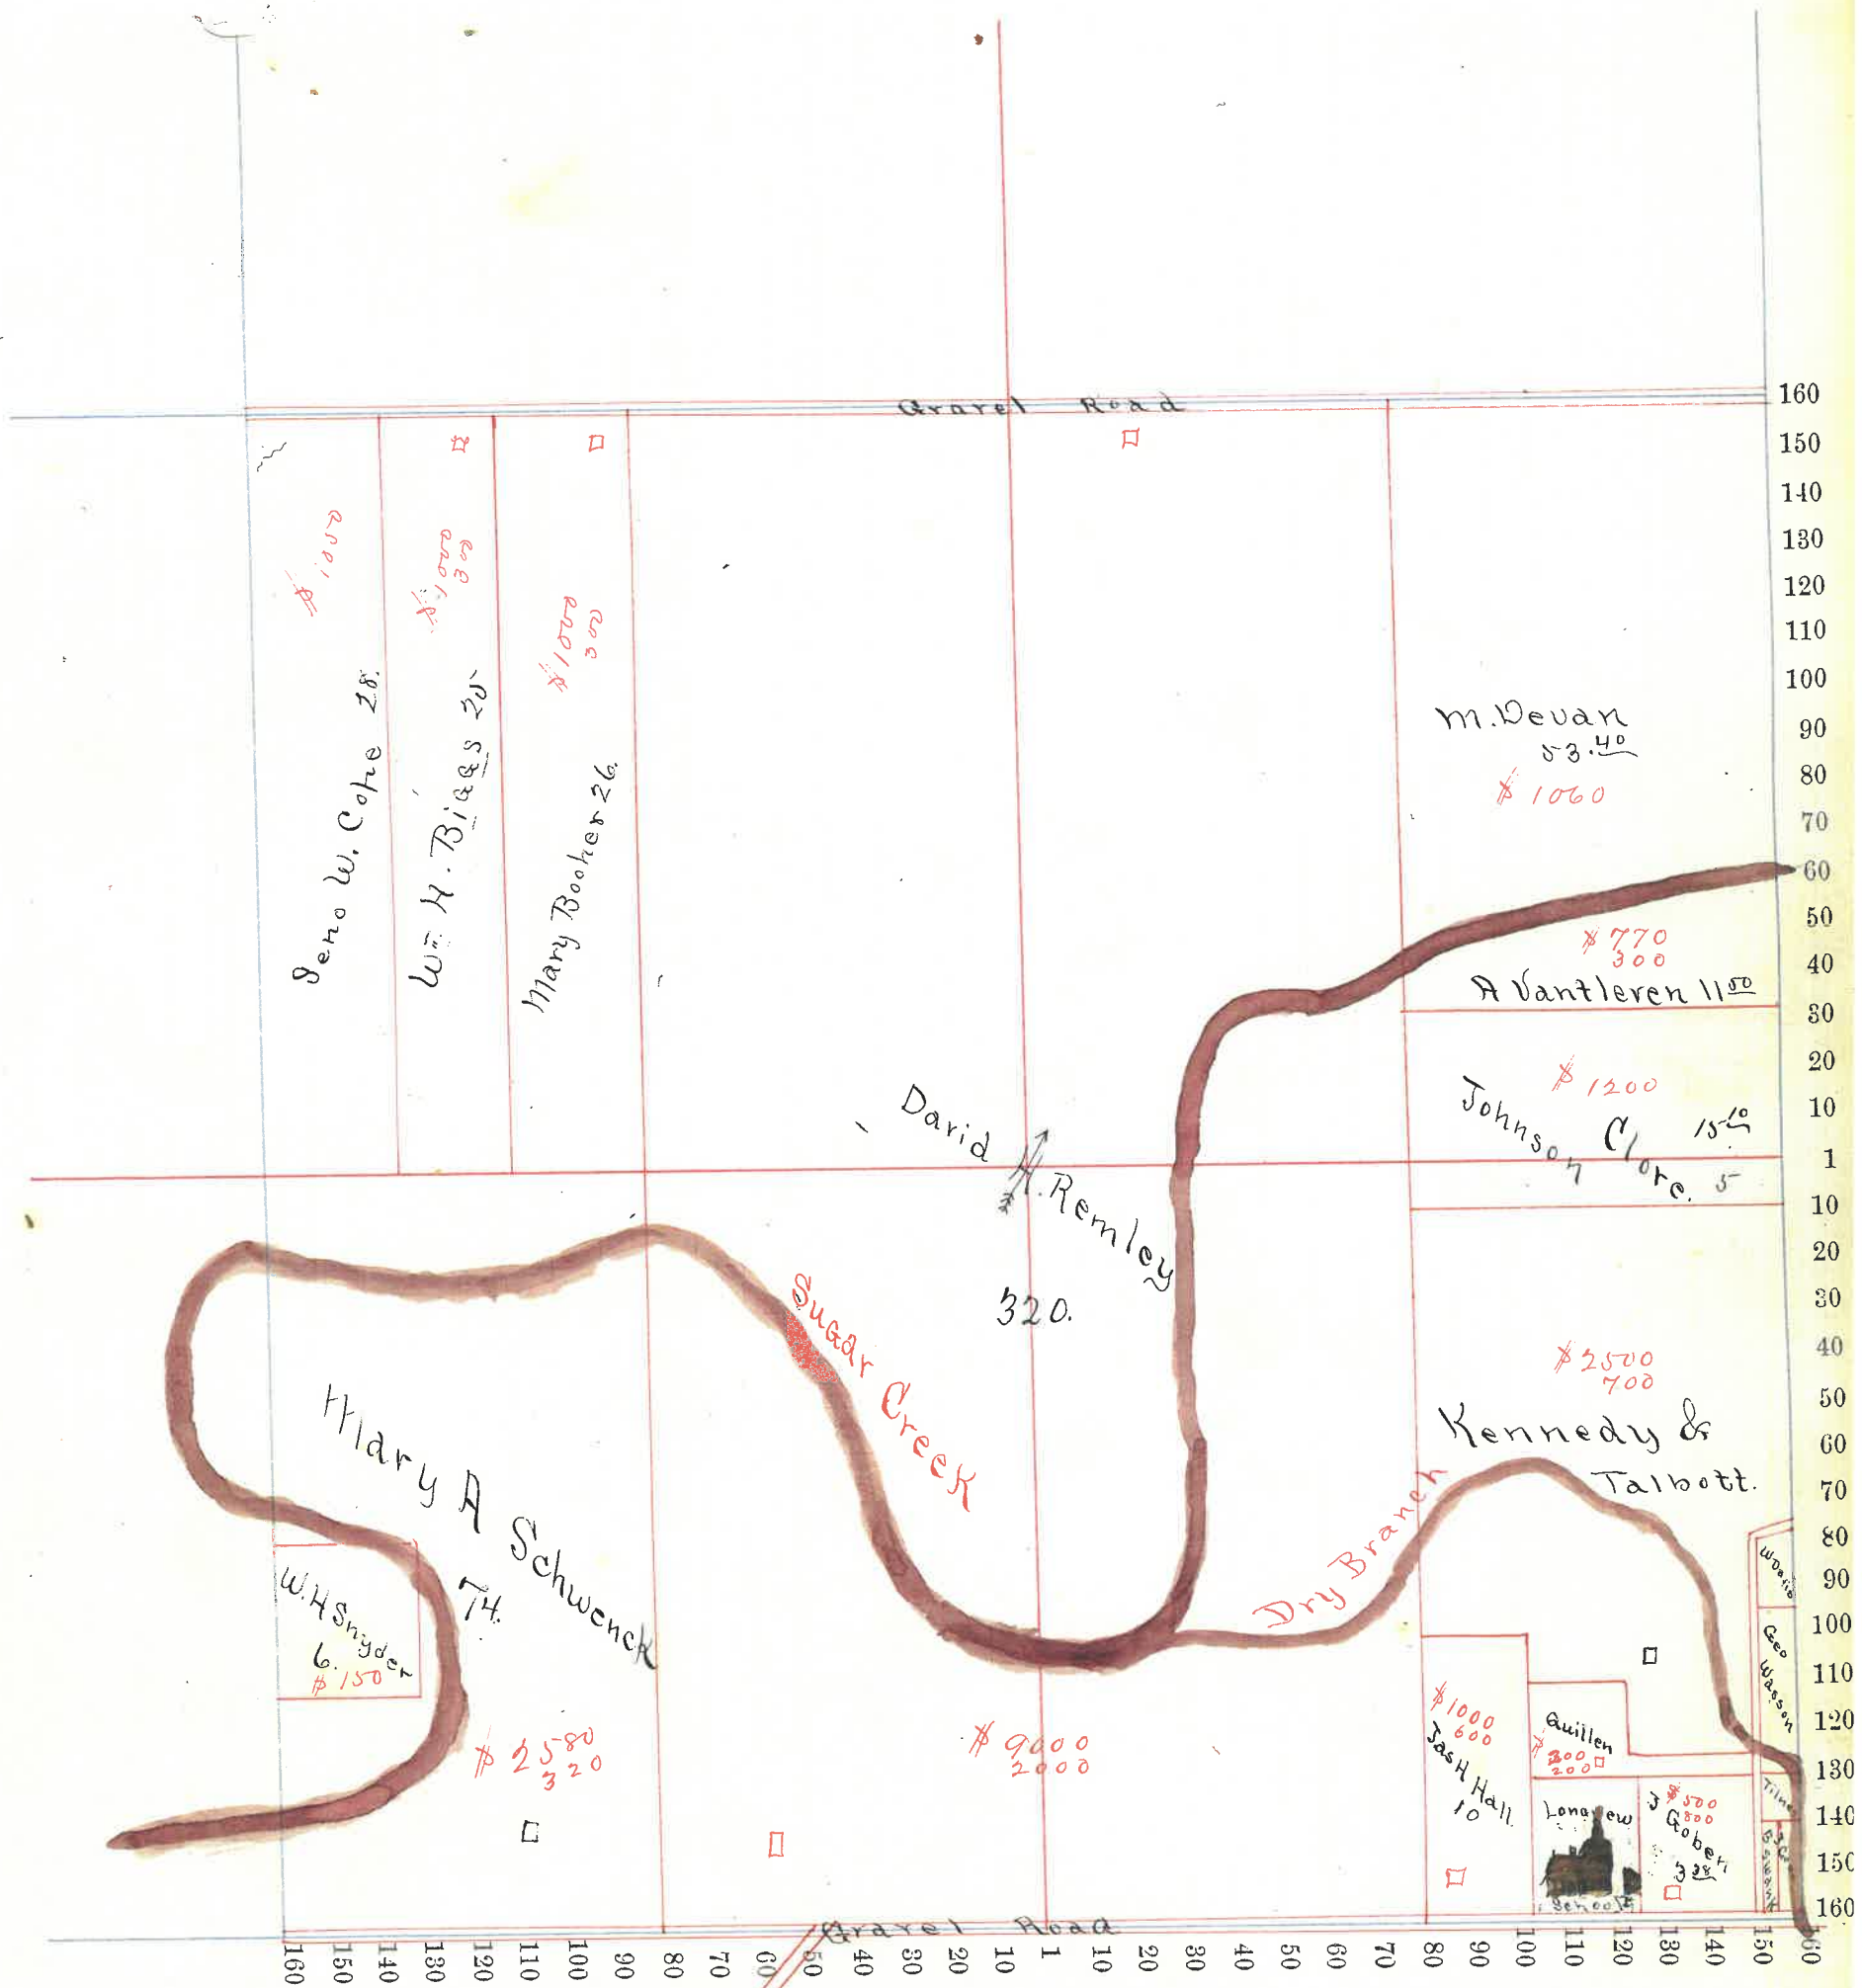 Gravel Road
$1050
Zeno W. Cope 28.
$1000
300
Wm H. Biggs 25
$1000
300
Mary Booher 26.
M. Devan
53.40
$1060
$770
300
A Vantleven 11 50
$1200
Johnson Clore. 15 10
5
David H. Remley
320.
Sugar Creek
$2500
700
Kennedy &
Talbott.
Dry Branch
Mary A Schwenck
74.
W. H Snyder
6.
$150
$2580
320
$9000
2000
$1000
600
Jas H Hall
10
Quillen
$300
200
Longview
School
$500
800
J Gobert
3 28
Geo Wasson
Gravel Road
160
150
140
130
120
110
100
90
80
70
60
50
40
30
20
10
1
10
20
30
40
50
60
70
80
90
100
110
120
130
140
150
160
160 150 140 130 120 110 100 90 80 70 60 50 40 30 20 10 1 10 20 30 40 50 60 70 80 90 100 110 120 130 140 150 60